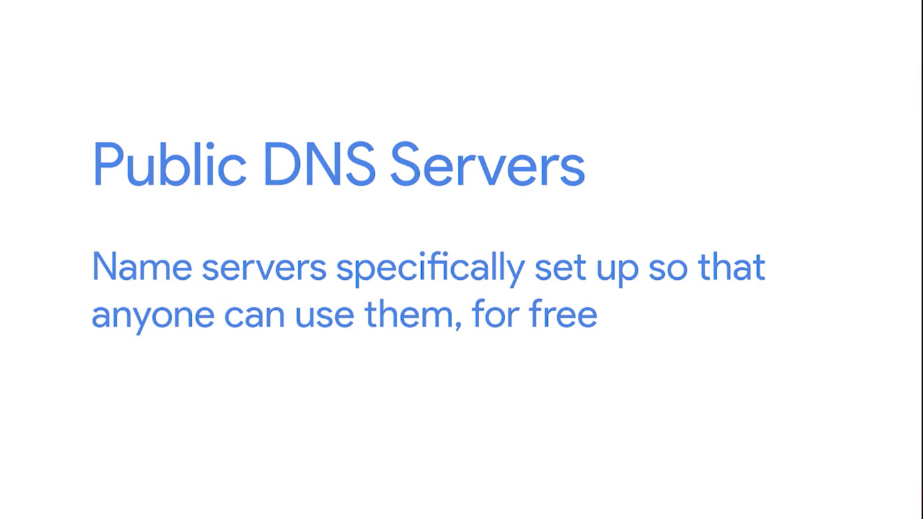 Public DNS Servers
Name servers specifically set up so that
anyone can use them, for free